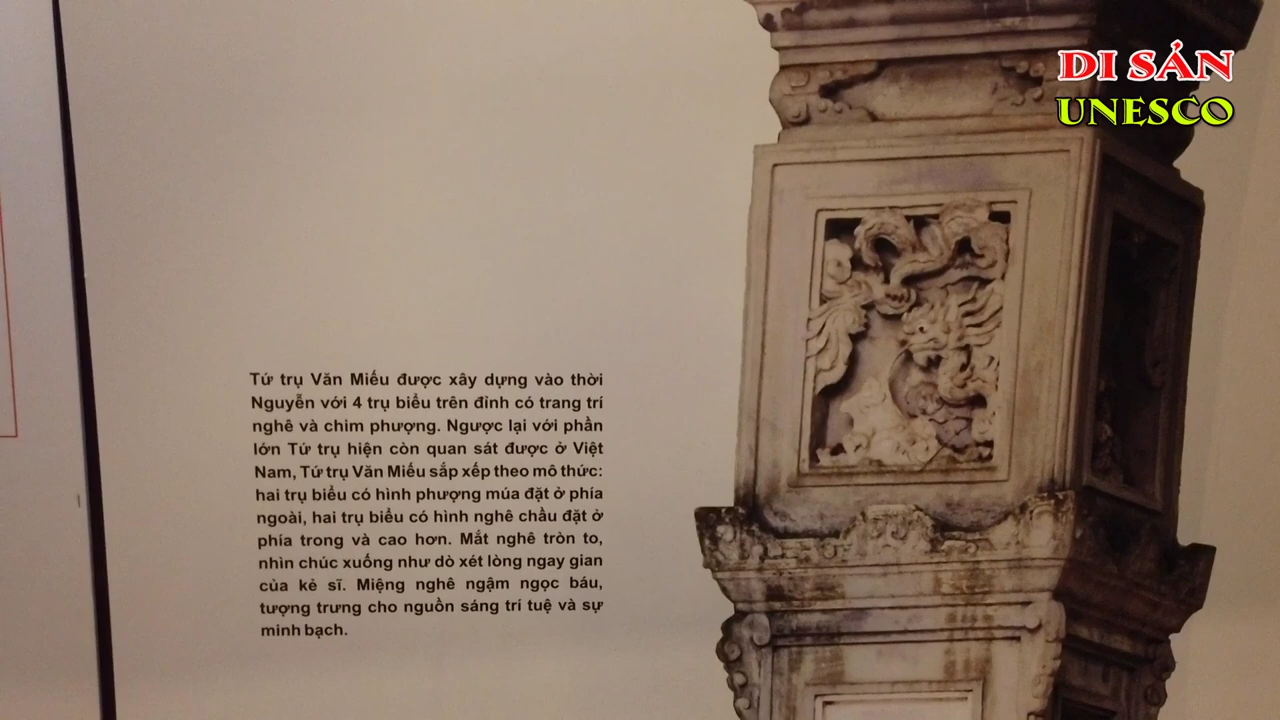 DI SẢN
UNESCO
Tứ trụ Văn Miếu được xây dựng vào thời
Nguyễn với 4 trụ biểu trên đỉnh có trang trí
nghê và chim phượng. Ngược lại với phần
lớn Tứ trụ hiện còn quan sát được ở Việt
Nam, Tứ trụ Văn Miếu sắp xếp theo mô thức:
hai trụ biểu có hình phượng múa đặt ở phía
ngoài, hai trụ biểu có hình nghê chầu đặt ở
phía trong và cao hơn. Mắt nghê tròn to,
nhìn chúc xuống như dò xét lòng ngay gian
của kẻ sĩ. Miệng nghê ngậm ngọc báu,
tượng trưng cho nguồn sáng trí tuệ và sự
minh bạch.